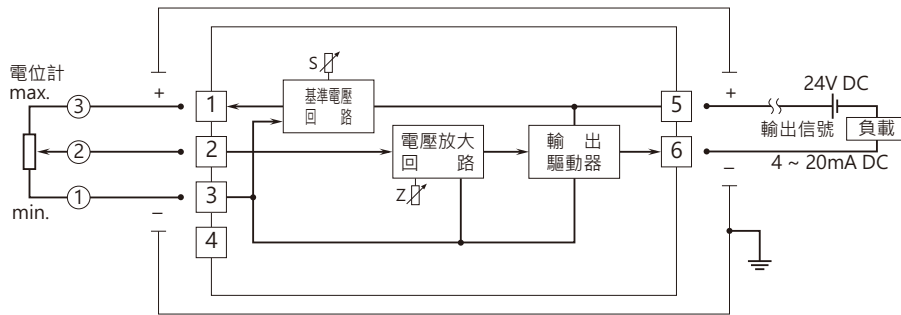 電位計
max.
③
②
①
min.
+
−
1
2
3
4
S
基準電壓
回 路
電壓放大
回 路
Z
輸 出
驅動器
5
6
+
−
24V DC
輸出信號
負載
4 ~ 20mA DC